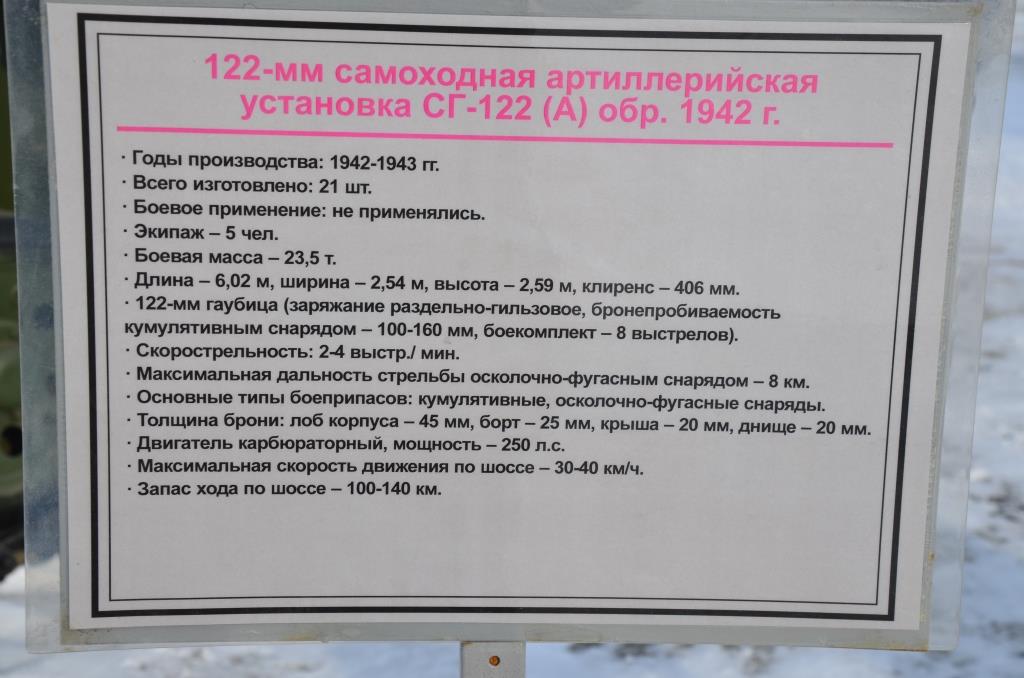 122-мм самоходная артиллерийская
установка СГ-122 (А) обр. 1942 г.
· Годы производства: 1942-1943 гг.
· Всего изготовлено: 21 шт.
· Боевое применение: не применялись.
· Экипаж – 5 чел.
· Боевая масса – 23,5 т.
· Длина – 6,02 м, ширина – 2,54 м, высота – 2,59 м, клиренс – 406 мм.
· 122-мм гаубица (заряжание раздельно-гильзовое, бронепробиваемость
кумулятивным снарядом – 100-160 мм, боекомплект – 8 выстрелов).
· Скорострельность: 2-4 выстр./ мин.
· Максимальная дальность стрельбы осколочно-фугасным снарядом – 8 км.
· Основные типы боеприпасов: кумулятивные, осколочно-фугасные снаряды.
· Толщина брони: лоб корпуса – 45 мм, борт – 25 мм, крыша – 20 мм, днище – 20 мм.
· Двигатель карбюраторный, мощность – 250 л.с.
· Максимальная скорость движения по шоссе – 30-40 км/ч.
· Запас хода по шоссе – 100-140 км.